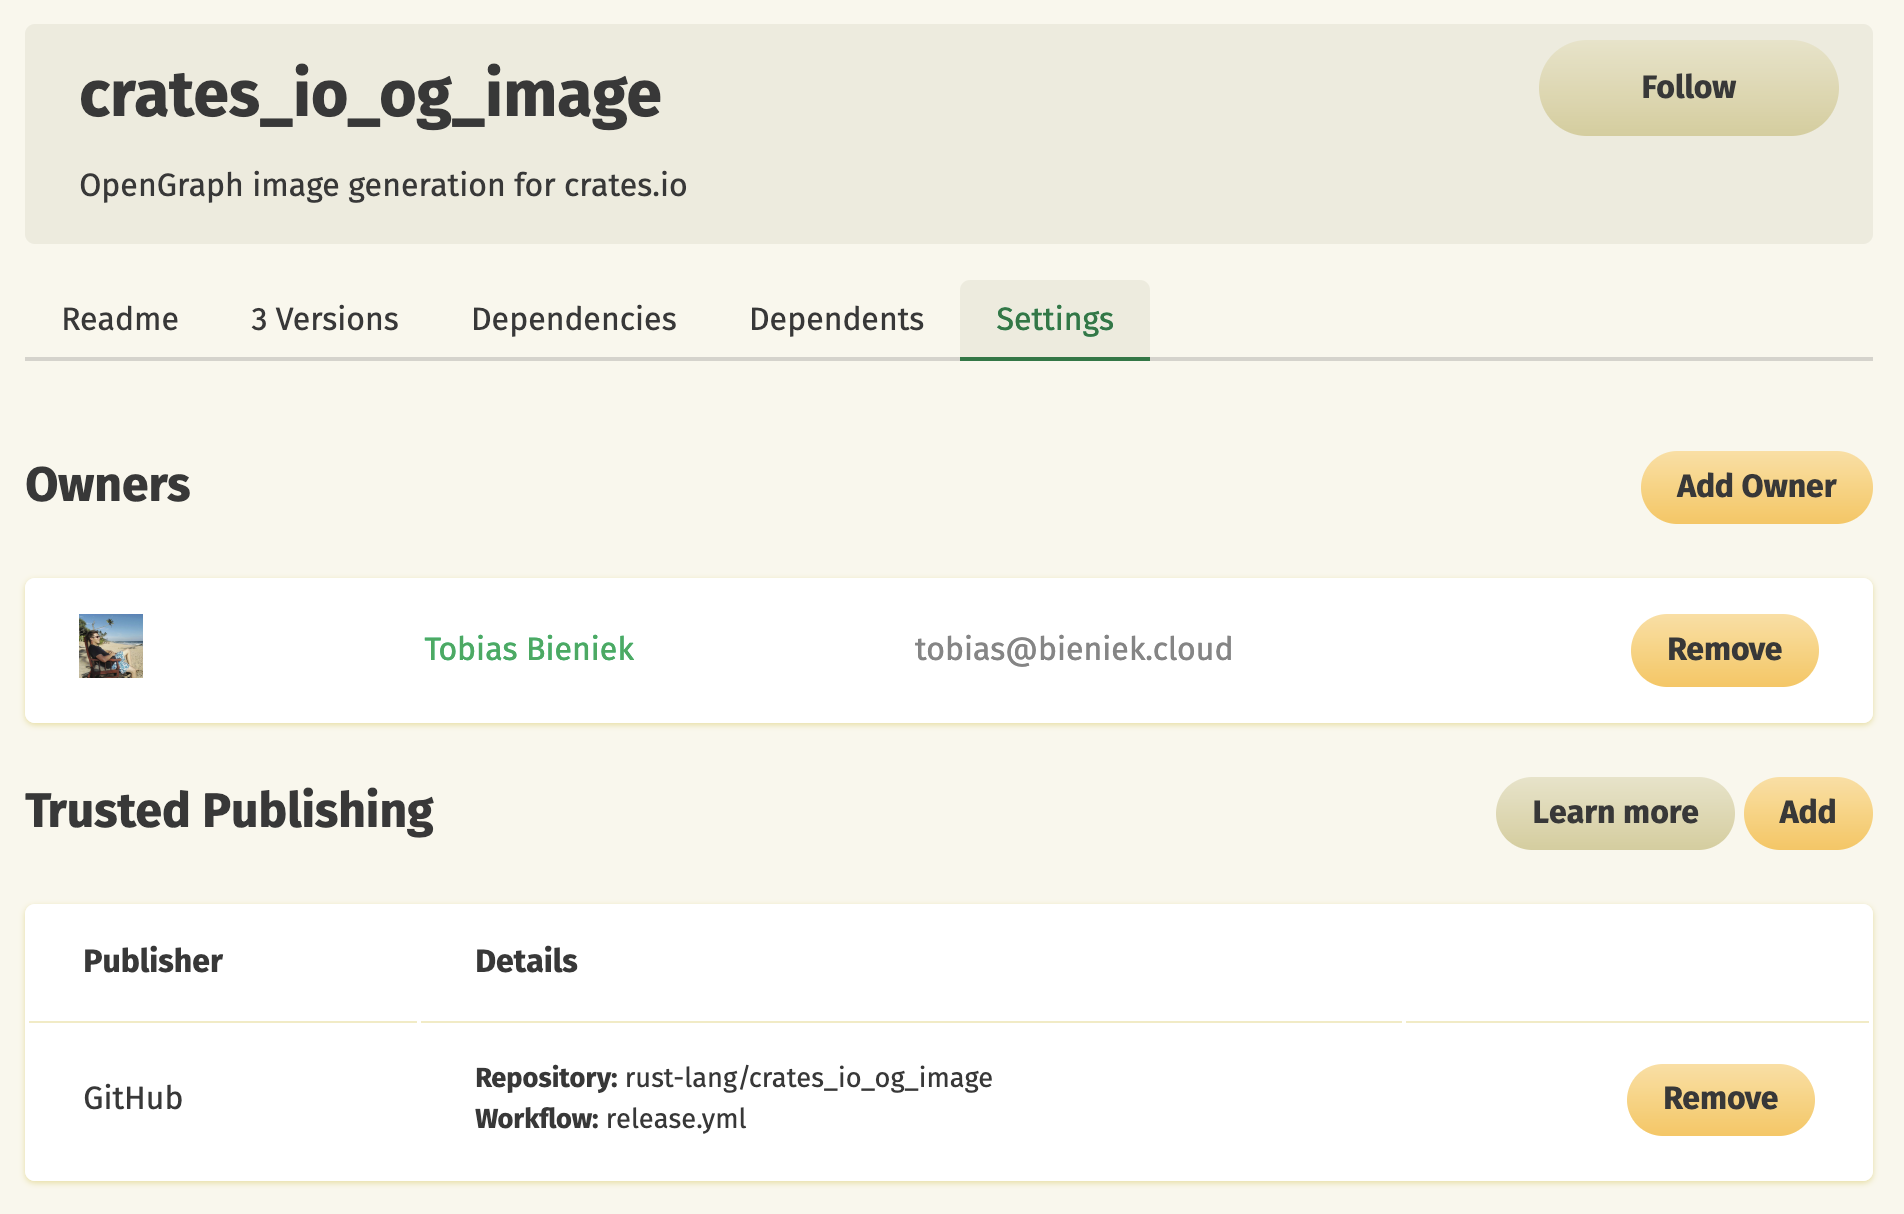 crates_io_og_image
Follow
OpenGraph image generation for crates.io
Readme 3 Versions Dependencies Dependents Settings
Owners
Add Owner
Tobias Bieniek tobias@bieniek.cloud Remove
Trusted Publishing
Learn more Add
Publisher Details
GitHub
Repository: rust-lang/crates_io_og_image
Workflow: release.yml
Remove